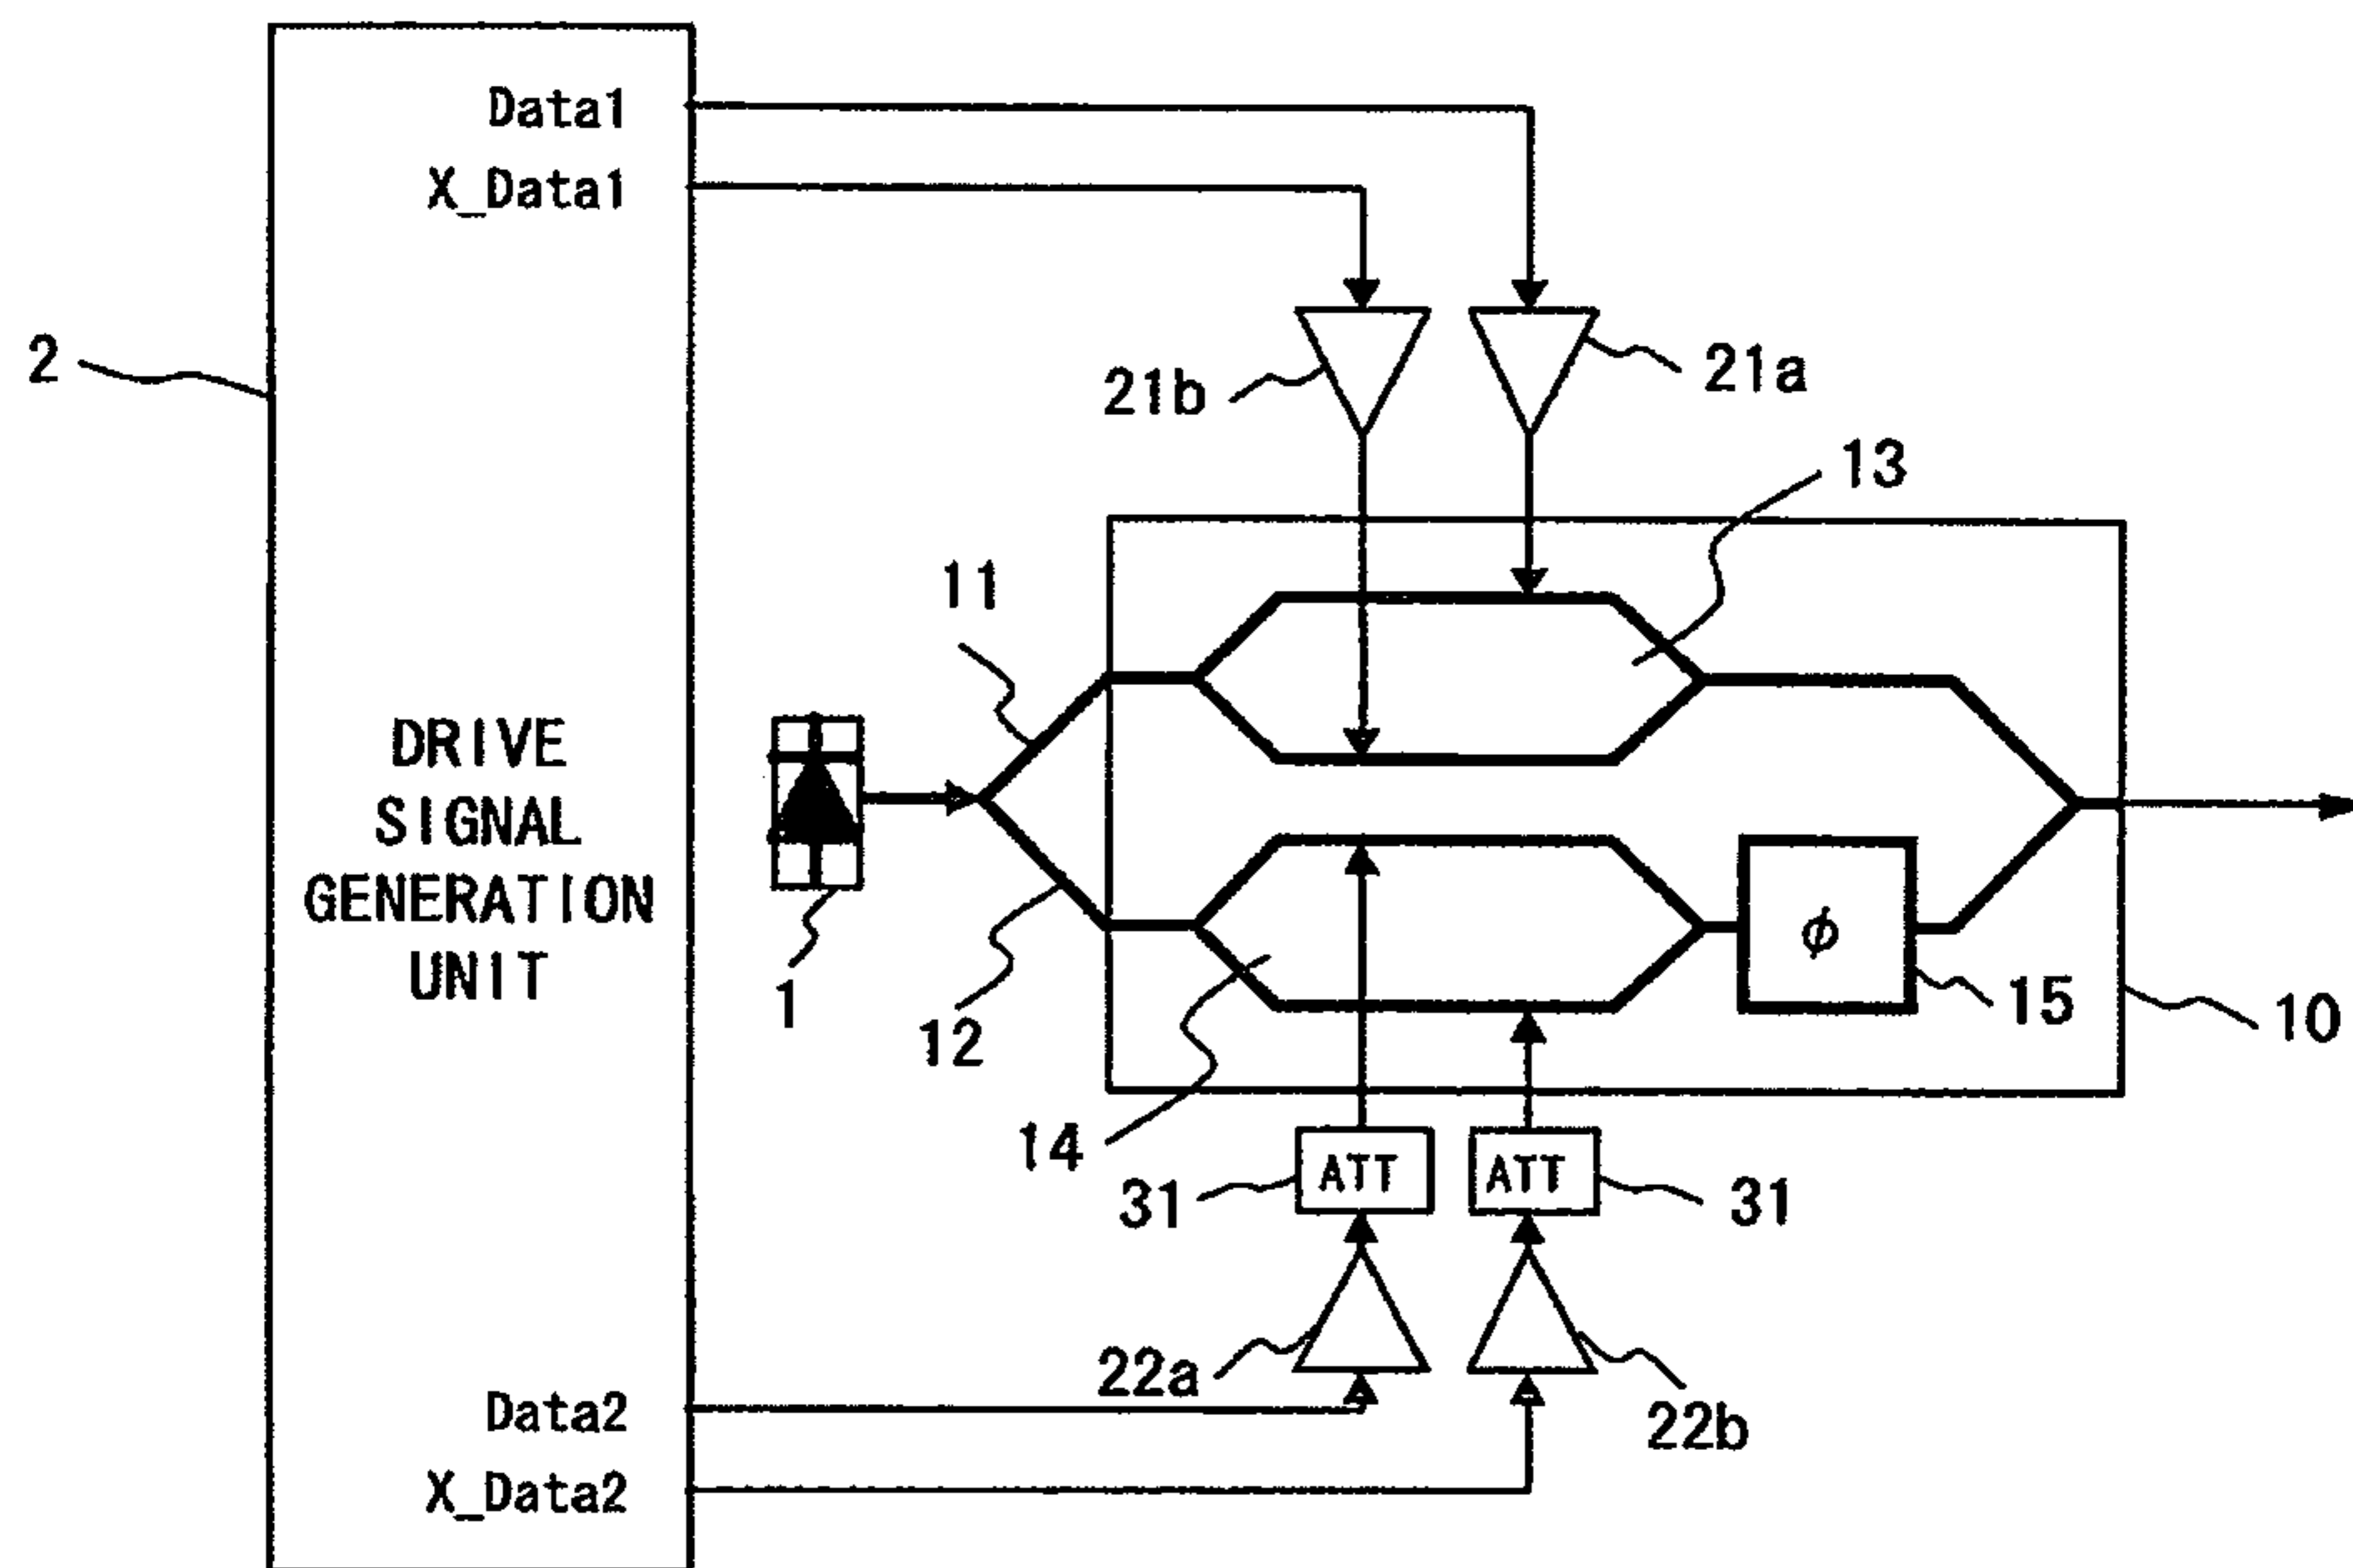 Data1
X_Data1
2
21b
21a
13
11
DRIVE
SIGNAL
GENERATION
UNIT
1
12
ϕ
15
10
14
31
ATT
ATT
31
22a
22b
Data2
X_Data2